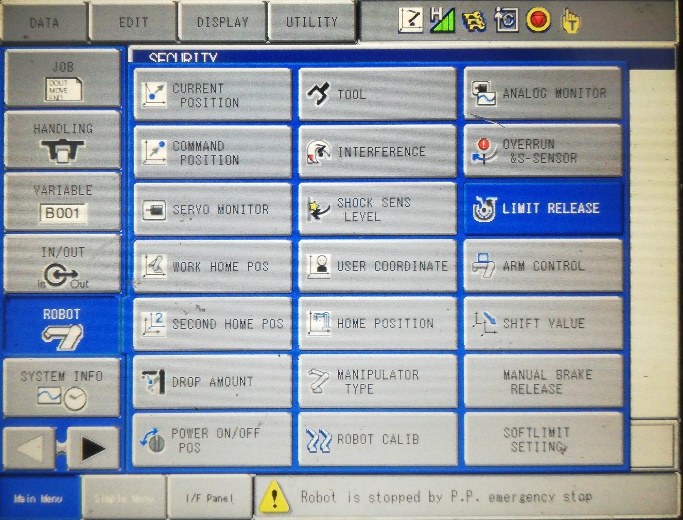 DATA
EDIT
DISPLAY
UTILITY
SECURITY
JOB
DOUT
MOVE
END
HANDLING
VARIABLE
B001
IN/OUT
In
Out
ROBOT
SYSTEM INFO
CURRENT
POSITION
TOOL
ANALOG MONITOR
COMMAND
POSITION
INTERFERENCE
OVERRUN
&S-SENSOR
SERVO MONITOR
SHOCK SENS
LEVEL
LIMIT RELEASE
WORK HOME POS
USER COORDINATE
ARM CONTROL
2
SECOND HOME POS
HOME POSITION
SHIFT VALUE
DROP AMOUNT
MANIPULATOR
TYPE
MANUAL BRAKE
RELEASE
POWER ON/OFF
POS
ROBOT CALIB
SOFTLIMIT
SETIING
Main Menu
Simple Menu
I/F Panel
Robot is stopped by P.P. emergency stop